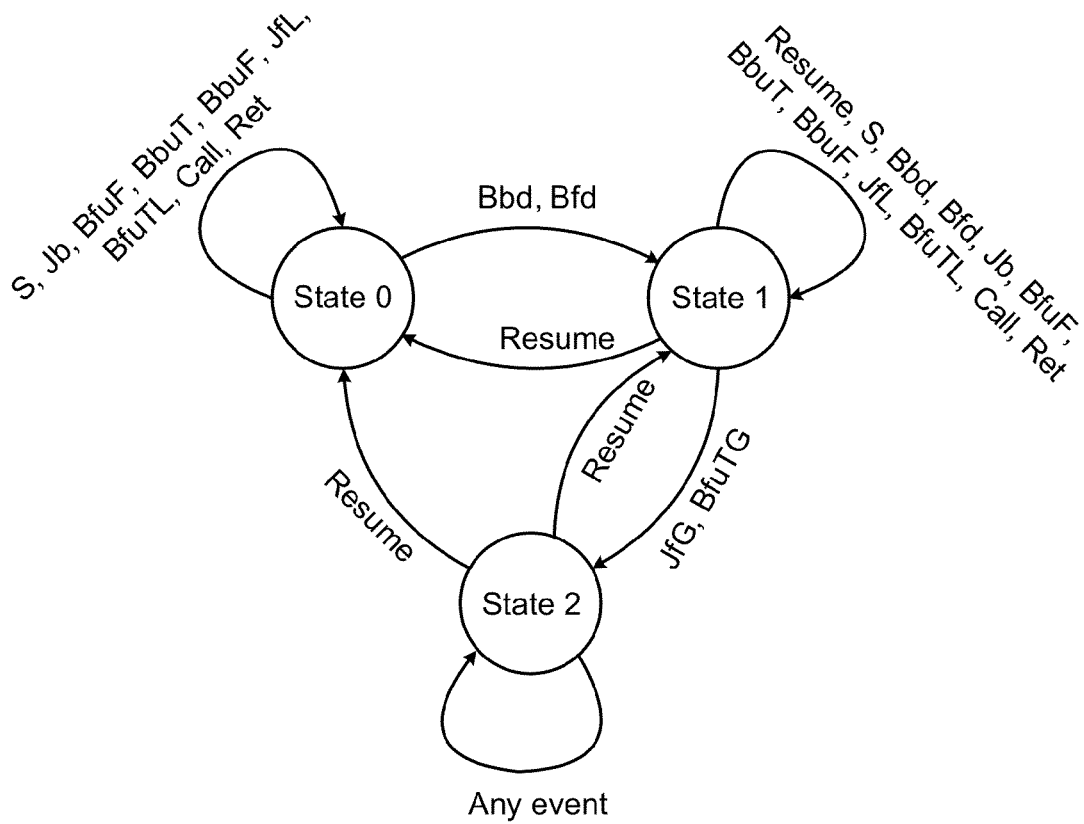 S, Jb, BfuF, BbuT, BbuF, JfL,
BfuTL, Call, Ret
Resume, S, Bbd, Bfd, Jb, BfuF,
BbuT, BbuF, JfL, BfuTL, Call, Ret
Bbd, Bfd
State 0
State 1
Resume
Resume
JfG, BfuTG
Resume
State 2
Any event